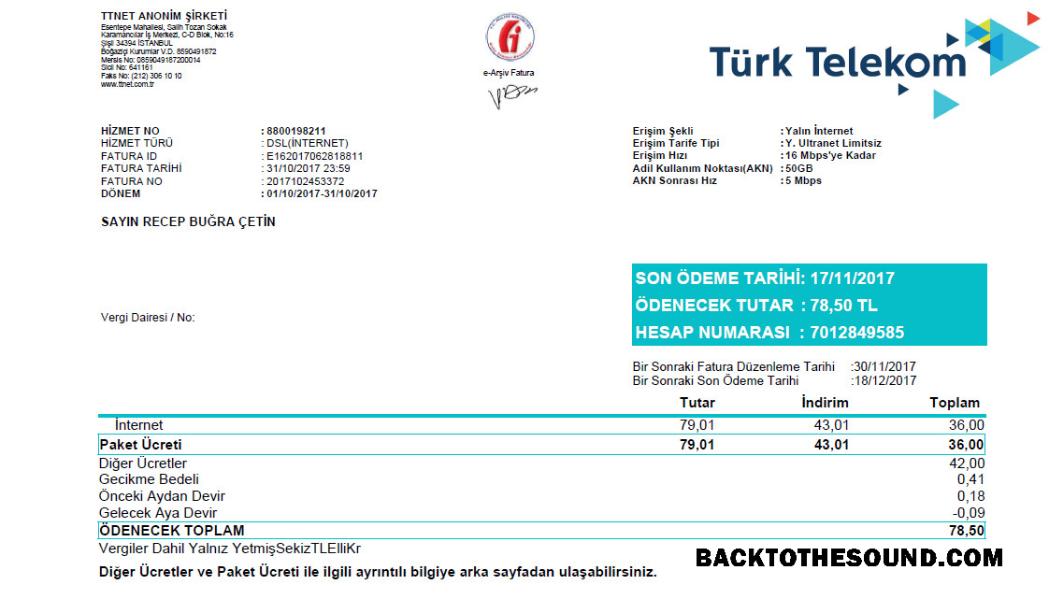 TTNET ANONİM ŞİRKETİ
Esentepe Mahallesi, Salih Tozan Sokak
Karamancılar İş Merkezi, C-D Blok, No:16
Şişli 34394 İSTANBUL
Boğaziçi Kurumlar V.D. 8590491872
Mersis No: 0859049187200014
Sicil No: 641161
Faks No: (212) 306 10 10
www.ttnet.com.tr
e-Arşiv Fatura
Türk Telekom
HİZMET NO : 8800198211
HİZMET TÜRÜ : DSL(İNTERNET)
FATURA ID : E162017062818811
FATURA TARİHİ : 31/10/2017 23:59
FATURA NO : 2017102453372
DÖNEM : 01/10/2017-31/10/2017
Erişim Şekli : Yalın İnternet
Erişim Tarife Tipi : Y. Ultranet Limitsiz
Erişim Hızı : 16 Mbps'ye Kadar
Adil Kullanım Noktası(AKN) : 50GB
AKN Sonrası Hız : 5 Mbps
SAYIN RECEP BUĞRA ÇETİN
SON ÖDEME TARİHİ: 17/11/2017
ÖDENECEK TUTAR : 78,50 TL
HESAP NUMARASI : 7012849585
Vergi Dairesi / No:
Bir Sonraki Fatura Düzenleme Tarihi :30/11/2017
Bir Sonraki Son Ödeme Tarihi :18/12/2017
Tutar İndirim Toplam
İnternet 79,01 43,01 36,00
Paket Ücreti 79,01 43,01 36,00
Diğer Ücretler 42,00
Gecikme Bedeli 0,41
Önceki Aydan Devir 0,18
Gelecek Aya Devir -0,09
ÖDENECEK TOPLAM 78,50
Vergiler Dahil Yalnız YetmişSekizTLElliKr
BACKTOTHESOUND.COM
Diğer Ücretler ve Paket Ücreti ile ilgili ayrıntılı bilgiye arka sayfadan ulaşabilirsiniz.